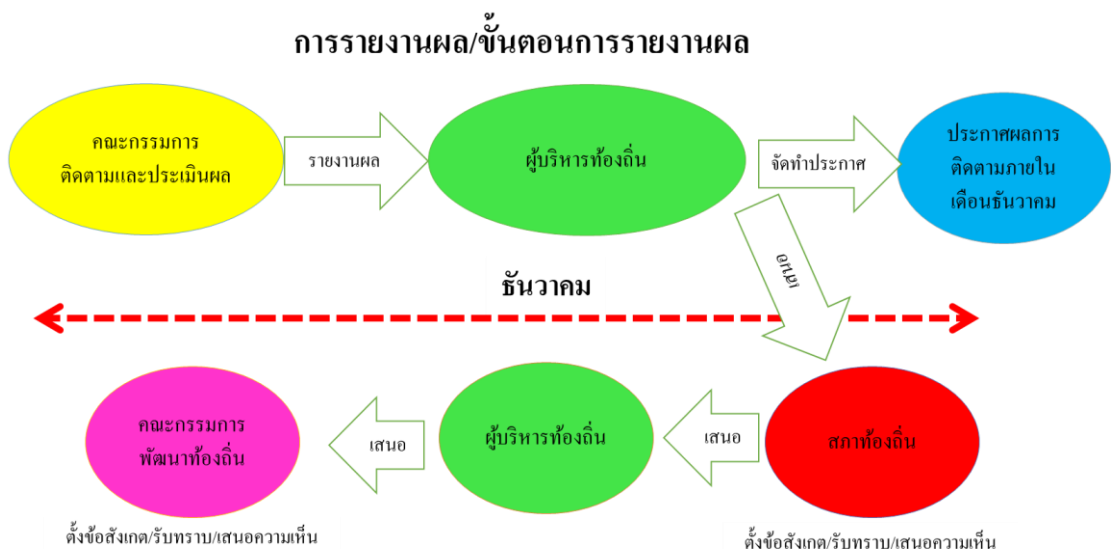 การรายงานผล/ขั้นตอนการรายงานผล
คณะกรรมการ
ติดตามและประเมินผล
รายงานผล
ผู้บริหารท้องถิ่น
จัดทำประกาศ
ประกาศผลการ
ติดตามภายใน
เดือนธันวาคม
เสนอ
ธันวาคม
สภาท้องถิ่น
เสนอ
ผู้บริหารท้องถิ่น
เสนอ
คณะกรรมการ
พัฒนาท้องถิ่น
ตั้งข้อสังเกต/รับทราบ/เสนอความเห็น
ตั้งข้อสังเกต/รับทราบ/เสนอความเห็น